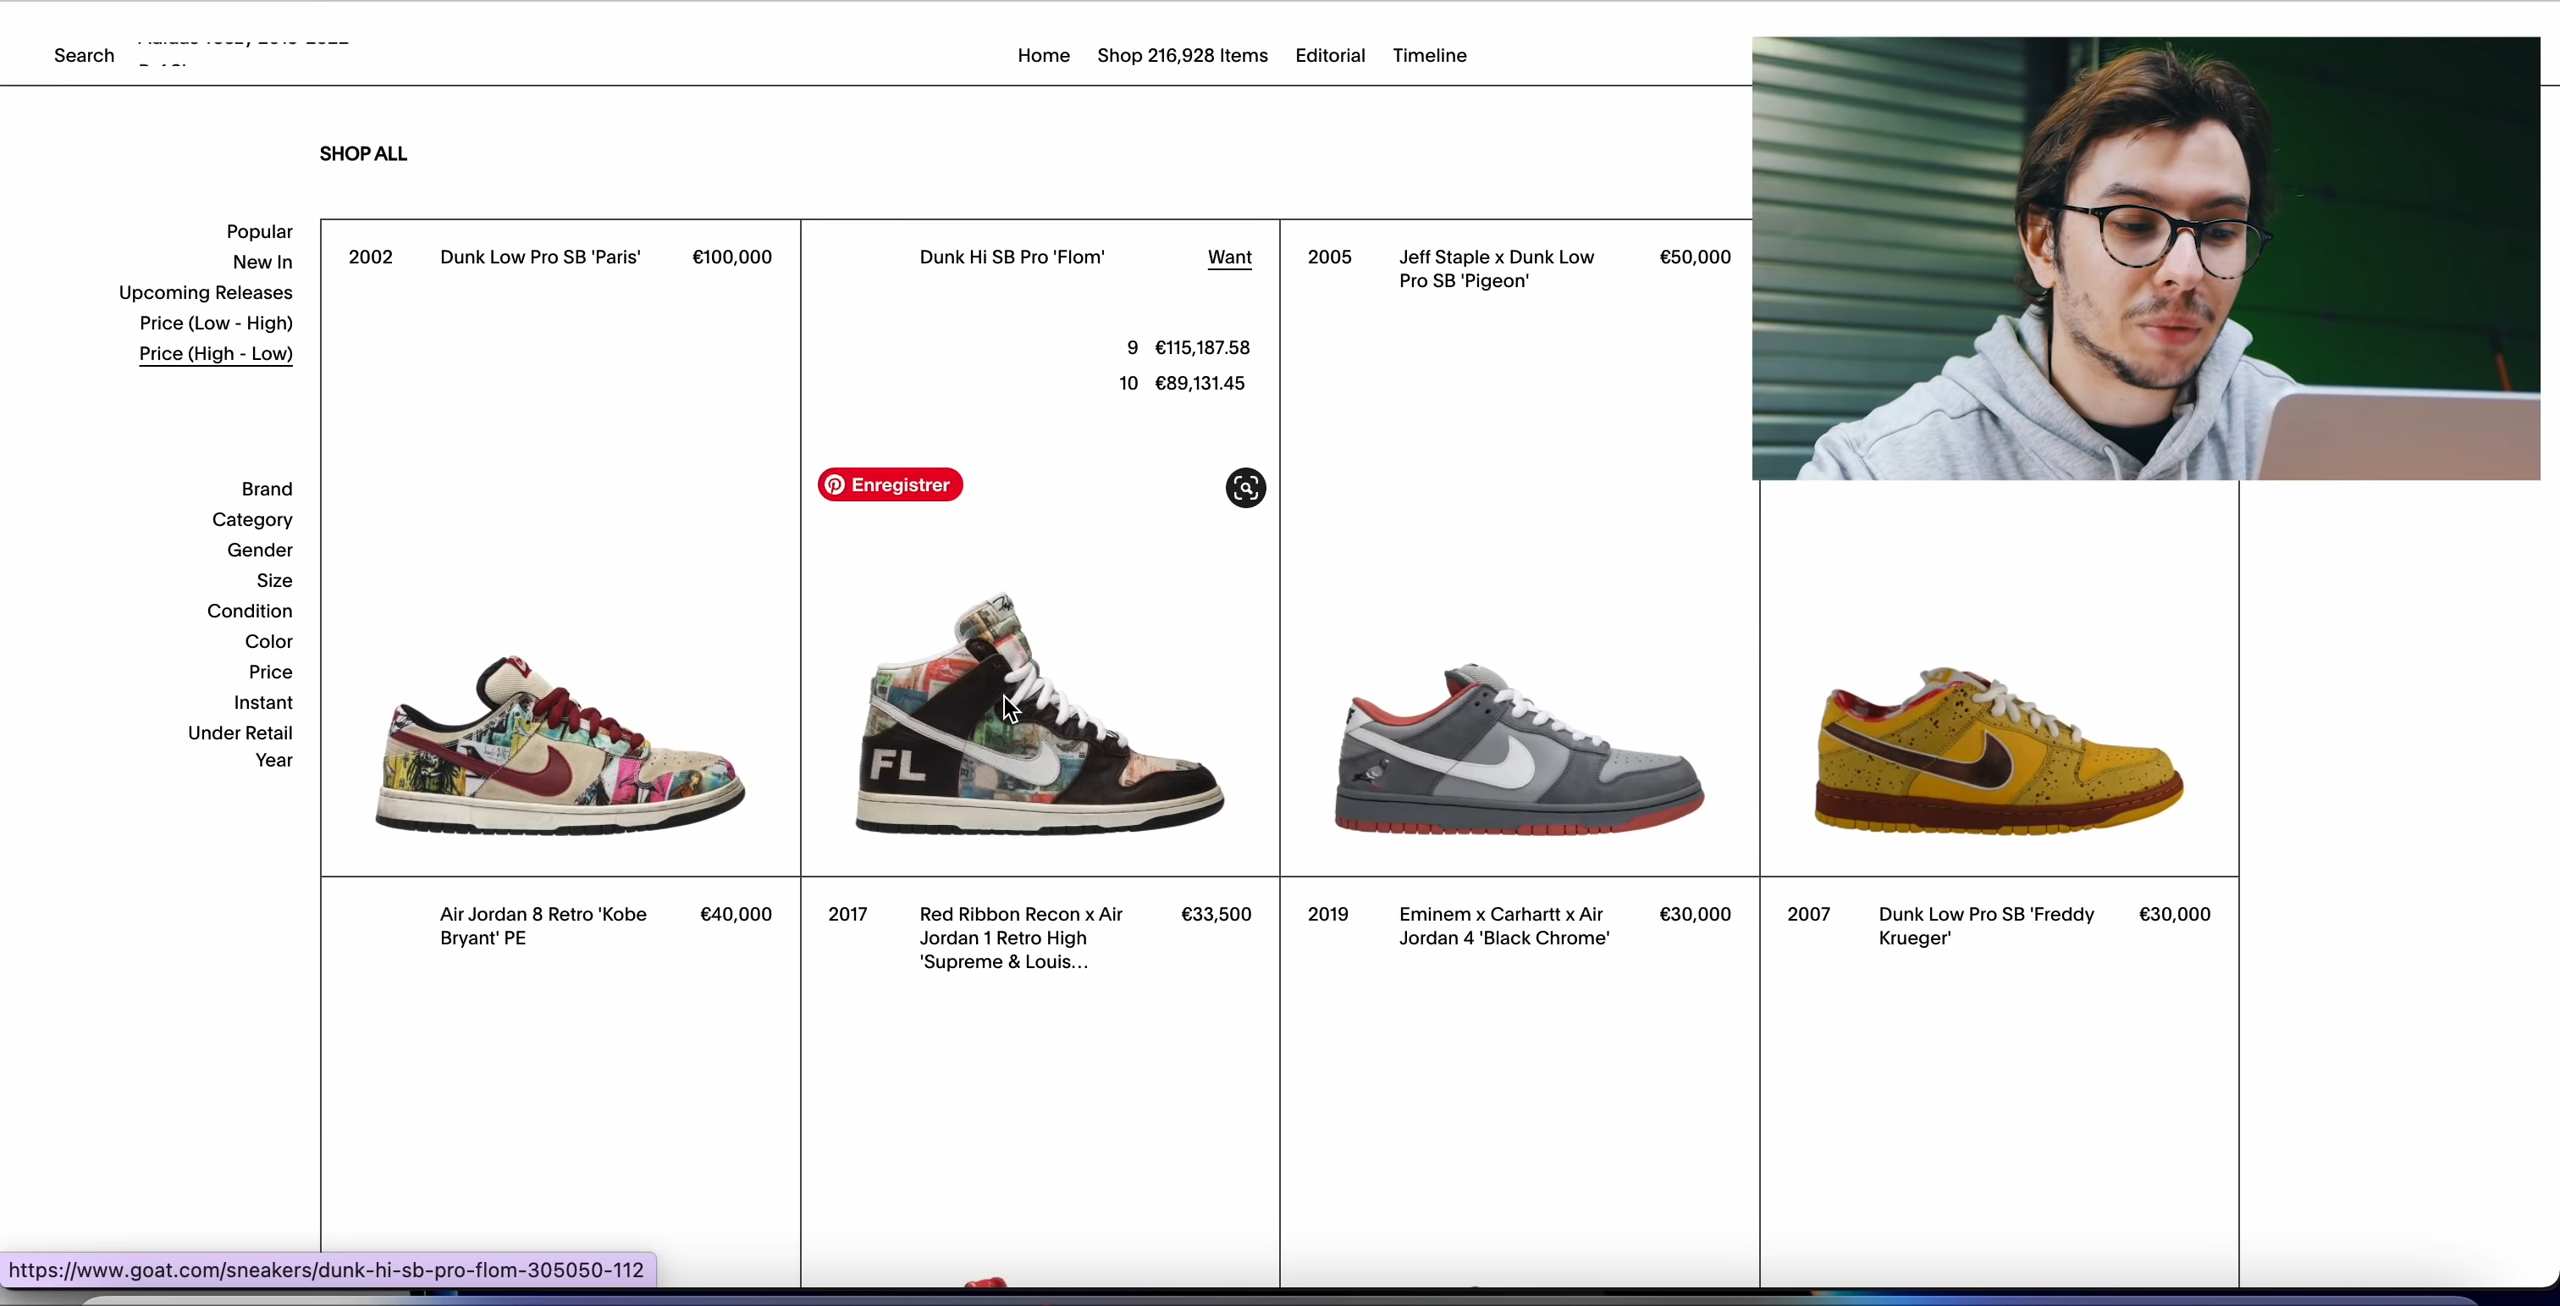 Search
Home Shop 216,928 Items Editorial Timeline
SHOP ALL
Popular
New In
Upcoming Releases
Price (Low - High)
Price (High - Low)
Brand
Category
Gender
Size
Condition
Color
Price
Instant
Under Retail
Year
2002 Dunk Low Pro SB 'Paris' €100,000
Dunk Hi SB Pro 'Flom' Want
9 €115,187.58
10 €89,131.45
Enregistrer
FL
2005 Jeff Staple x Dunk Low €50,000
Pro SB 'Pigeon'
Air Jordan 8 Retro 'Kobe €40,000
Bryant' PE
2017 Red Ribbon Recon x Air €33,500
Jordan 1 Retro High
'Supreme & Louis...
2019 Eminem x Carhartt x Air €30,000
Jordan 4 'Black Chrome'
2007 Dunk Low Pro SB 'Freddy €30,000
Krueger'
https://www.goat.com/sneakers/dunk-hi-sb-pro-flom-305050-112